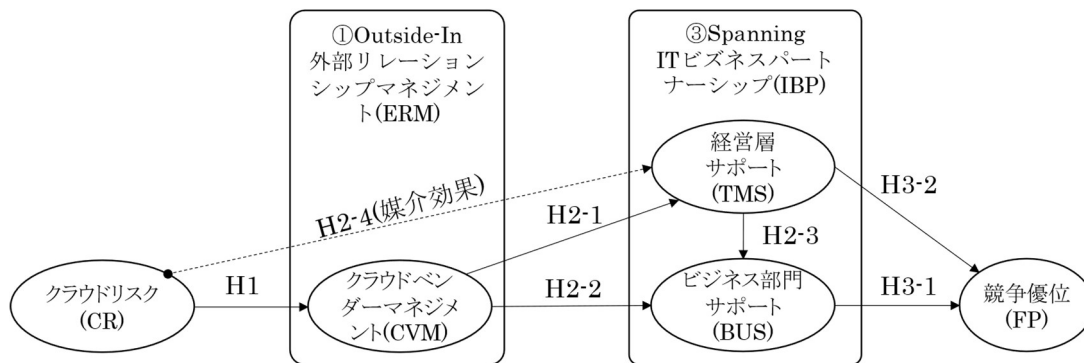 ①Outside-In
外部リレーション
シップマネジメン
ト(ERM)
③Spanning
ITビズネスパート
ナーシップ(IBP)
経営層
サポート
(TMS)
H3-2
H2-4(媒介効果)
H2-1
H2-3
クラウドリスク
(CR)
H1
クラウドベン
ダーマネジメ
ント(CVM)
H2-2
ビジネス部門
サポート
(BUS)
H3-1
競争優位
(FP)